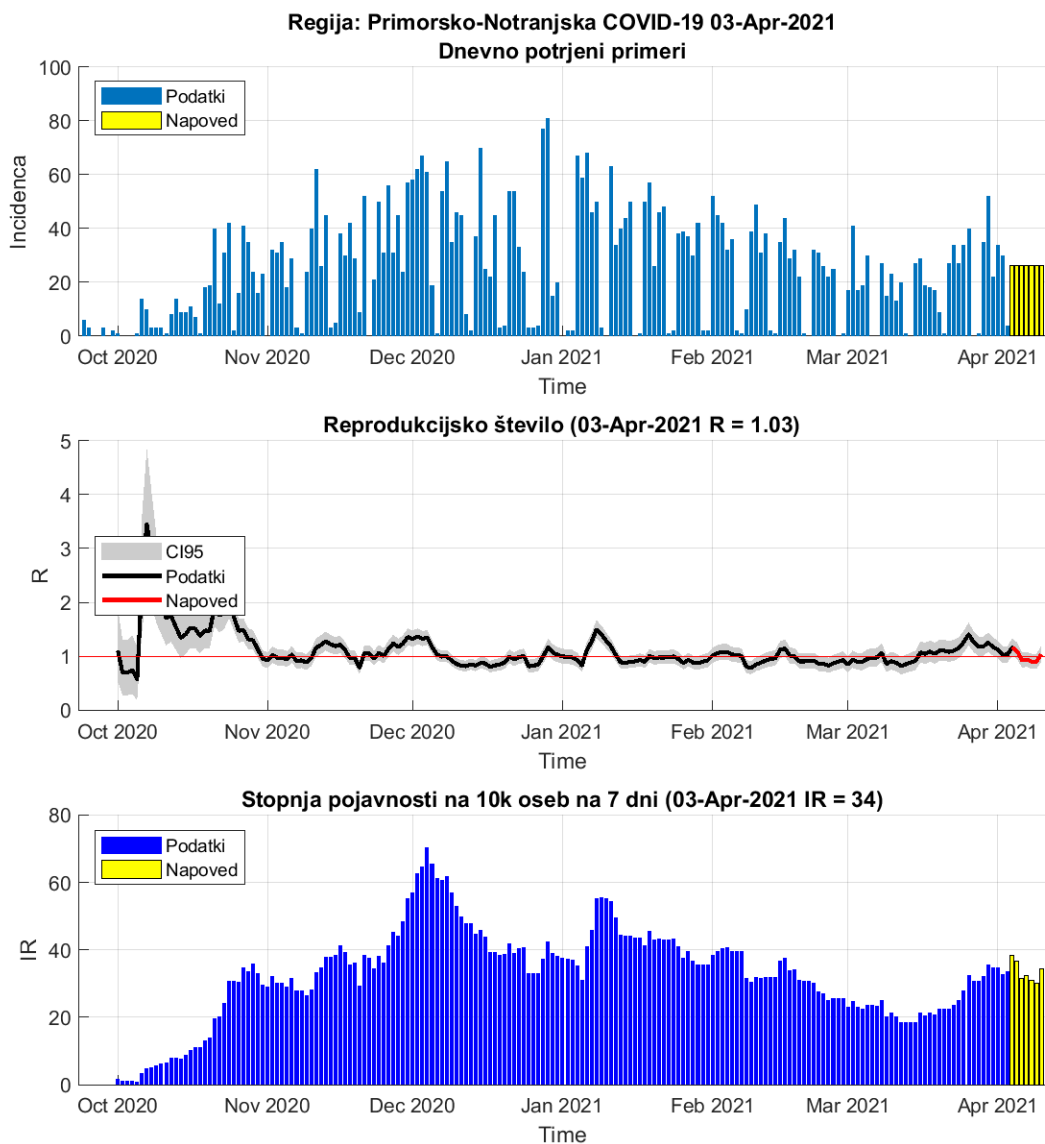 Regija: Primorsko-Notranjska COVID-19 03-Apr-2021
Dnevno potrjeni primeri
100
80
60
40
20
0
Incidenca
Podatki
Napoved
Oct 2020 Nov 2020 Dec 2020 Jan 2021 Feb 2021 Mar 2021 Apr 2021
Time
Reprodukcijsko število (03-Apr-2021 R = 1.03)
5
4
3
2
1
0
R
CI95
Podatki
Napoved
Oct 2020 Nov 2020 Dec 2020 Jan 2021 Feb 2021 Mar 2021 Apr 2021
Time
Stopnja pojavnosti na 10k oseb na 7 dni (03-Apr-2021 IR = 34)
80
60
40
20
0
IR
Podatki
Napoved
Oct 2020 Nov 2020 Dec 2020 Jan 2021 Feb 2021 Mar 2021 Apr 2021
Time